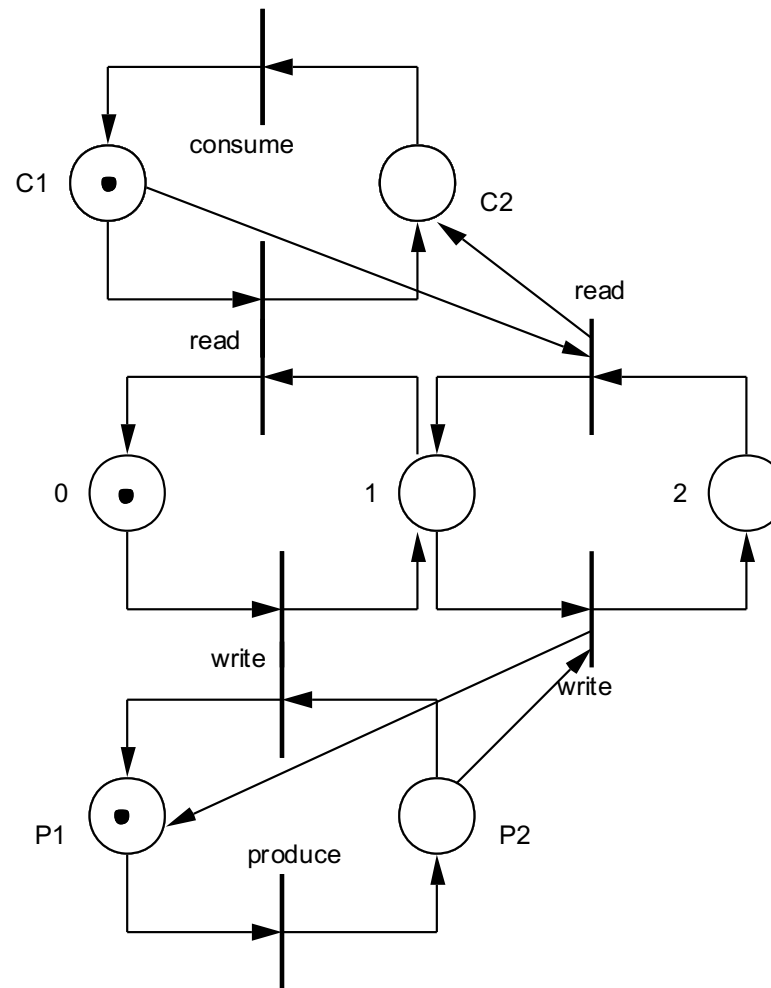 consume
C1
C2
read
read
0
1
2
write
write
P1
P2
produce